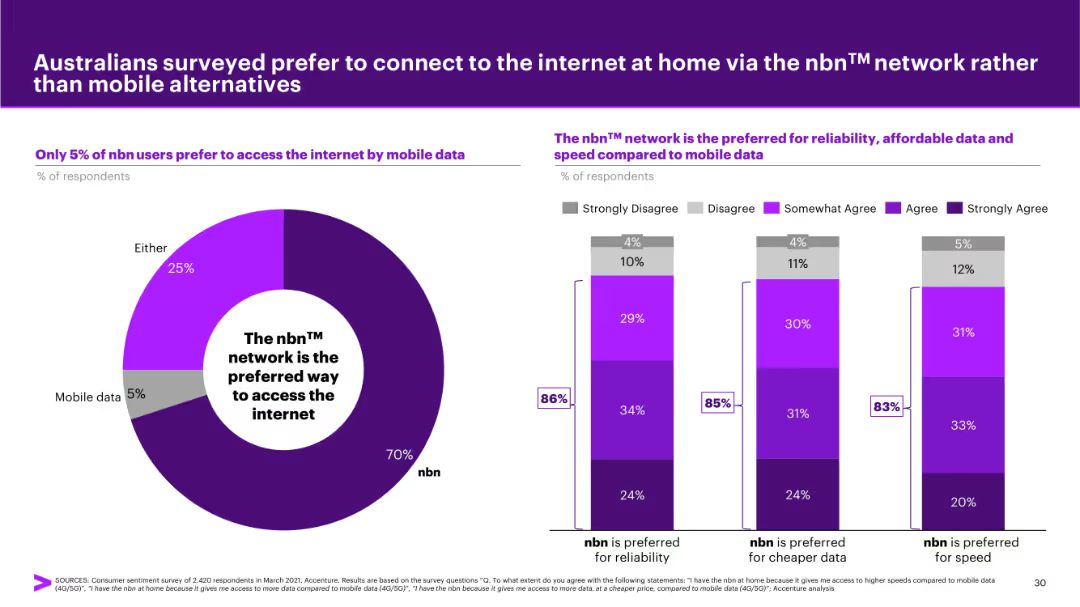 Australians surveyed prefer to connect to the internet at home via the nbn™ network rather
than mobile alternatives
Only 5% of nbn users prefer to access the internet by mobile data
% of respondents
Either
25%
Mobile data
5%
70%
nbn
The nbn™
network is the
preferred way
to access the
internet
The nbn™ network is the preferred for reliability, affordable data and
speed compared to mobile data
% of respondents
Strongly Disagree Disagree Somewhat Agree Agree Strongly Agree
4%
10%
29%
34%
24%
86%
nbn is preferred
for reliability
4%
11%
30%
31%
24%
85%
nbn is preferred
for cheaper data
5%
12%
31%
33%
20%
83%
nbn is preferred
for speed
SOURCES: Consumer sentiment survey of 2,420 respondents in March 2021, Accenture. Results are based on the survey questions "Q. To what extent do you agree with the following statements: "I have the nbn at home because it gives me access to higher speeds compared to mobile data
(4G/5G)", "I have the nbn at home because it gives me access to more data compared to mobile data (4G/5G)", "I have the nbn because it gives me access to more data, at a cheaper price, compared to mobile data (4G/5G)"; Accenture analysis
30